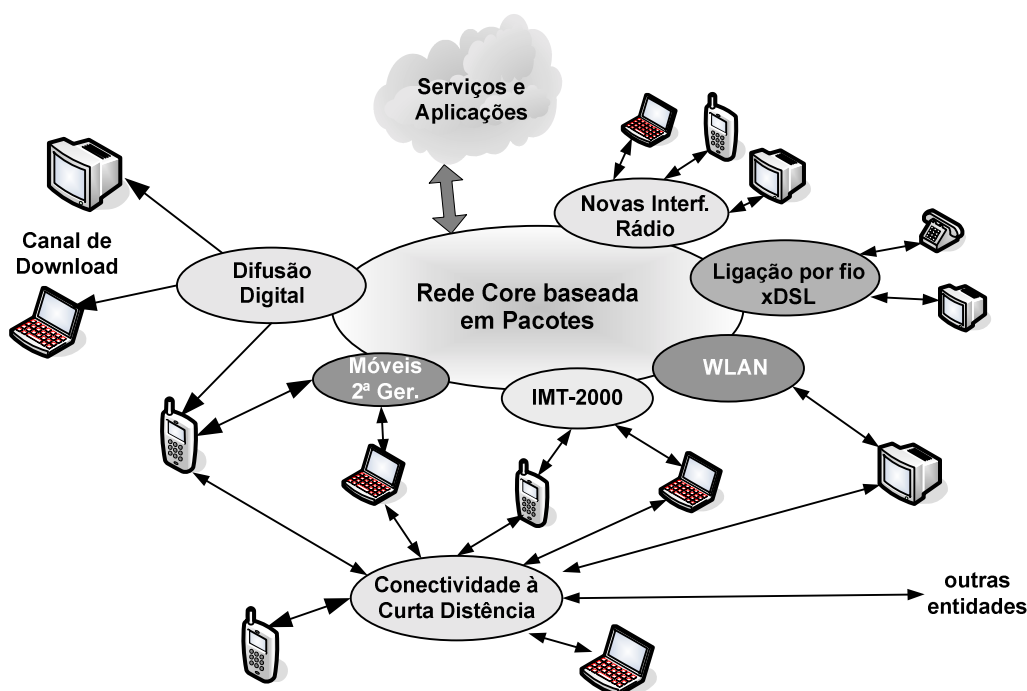 Serviços e
Aplicações
Novas Interf.
Rádio
Canal de
Download
Difusão
Digital
Ligação por fio
xDSL
Rede Core baseada
em Pacotes
Móveis
2ª Ger.
WLAN
IMT-2000
Conectividade à
Curta Distência
outras
entidades